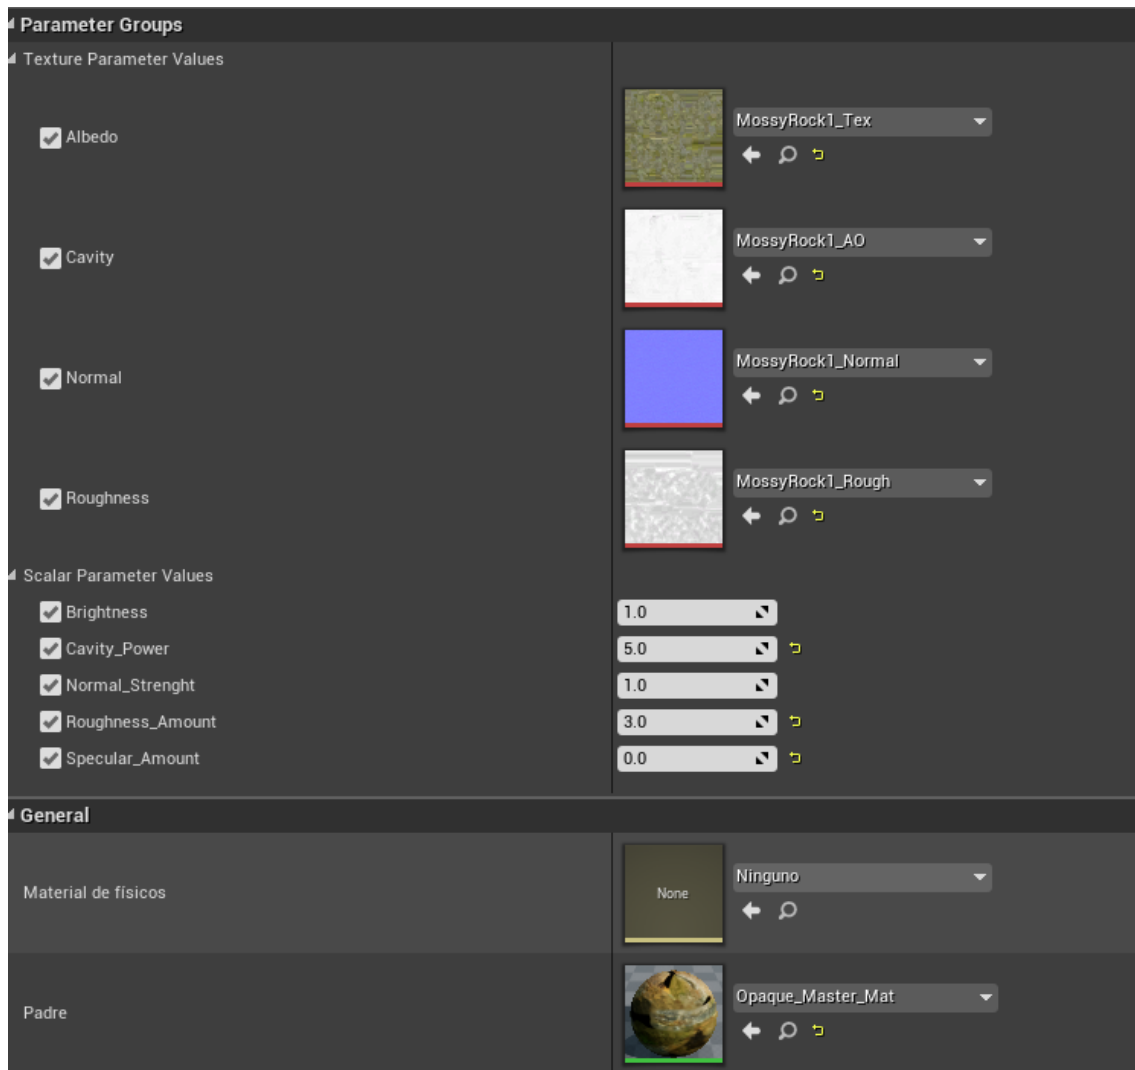 Parameter Groups
Texture Parameter Values
Albedo
MossyRock1_Tex
Cavity
MossyRock1_AO
Normal
MossyRock1_Normal
Roughness
MossyRock1_Rough
Scalar Parameter Values
Brightness 1.0
Cavity_Power 5.0
Normal_Strenght 1.0
Roughness_Amount 3.0
Specular_Amount 0.0
General
Material de físicos
None
Ninguno
Padre
Opaque_Master_Mat